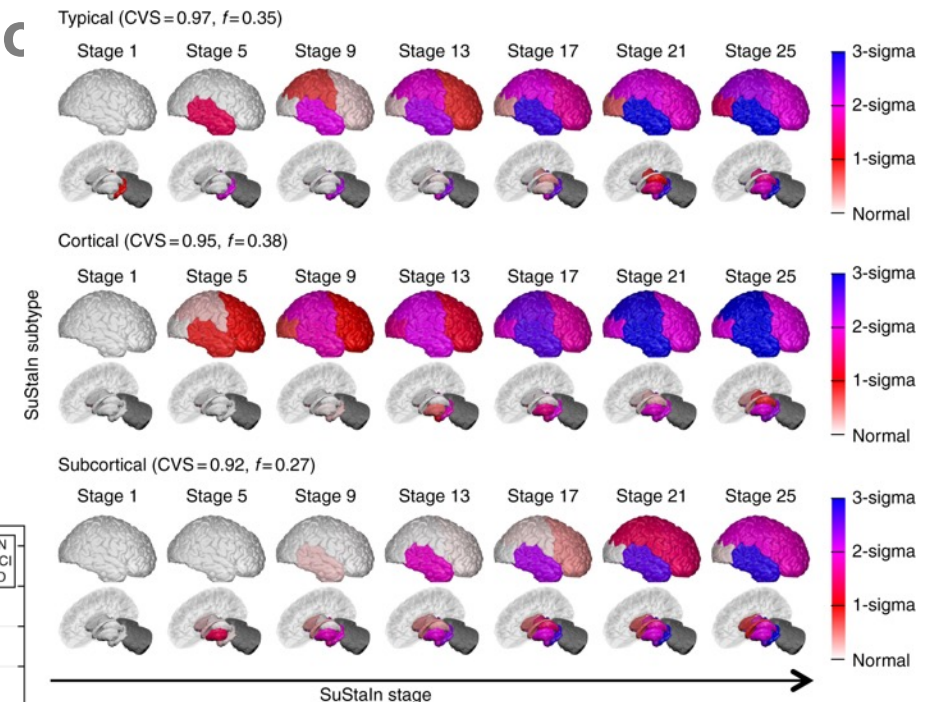 C
Typical (CVS=0.97, f=0.35)
Stage 1 Stage 5 Stage 9 Stage 13 Stage 17 Stage 21 Stage 25
3-sigma
2-sigma
1-sigma
Normal
Cortical (CVS=0.95, f=0.38)
Stage 1 Stage 5 Stage 9 Stage 13 Stage 17 Stage 21 Stage 25
3-sigma
2-sigma
1-sigma
Normal
SuStaIn subtype
Subcortical (CVS=0.92, f=0.27)
Stage 1 Stage 5 Stage 9 Stage 13 Stage 17 Stage 21 Stage 25
3-sigma
2-sigma
1-sigma
Normal
SuStaIn stage